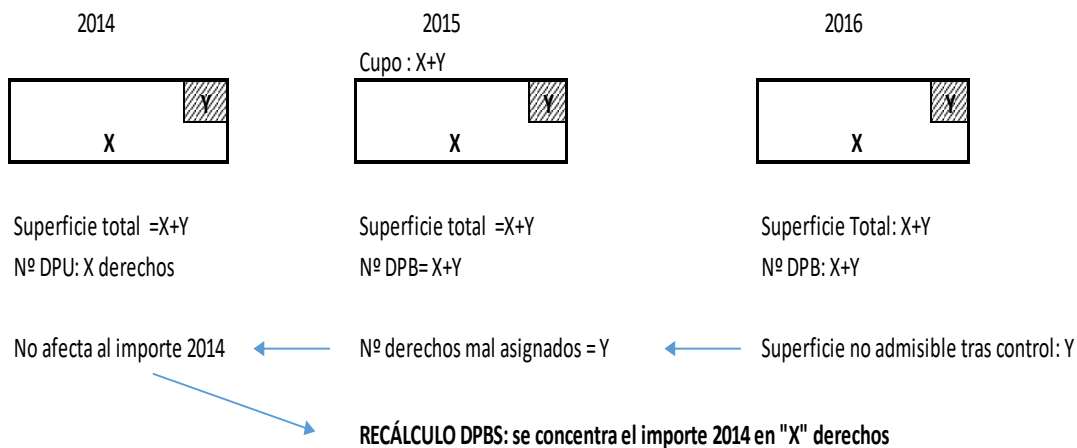 2014 2015 2016
Cupo : X+Y
Y Y Y
X X X
Superficie total =X+Y Superficie total =X+Y Superficie Total: X+Y
Nº DPU: X derechos Nº DPB= X+Y Nº DPB: X+Y
No afecta al importe 2014 Nº derechos mal asignados = Y Superficie no admisible tras control: Y
RECÁLCULO DPBS: se concentra el importe 2014 en "X" derechos